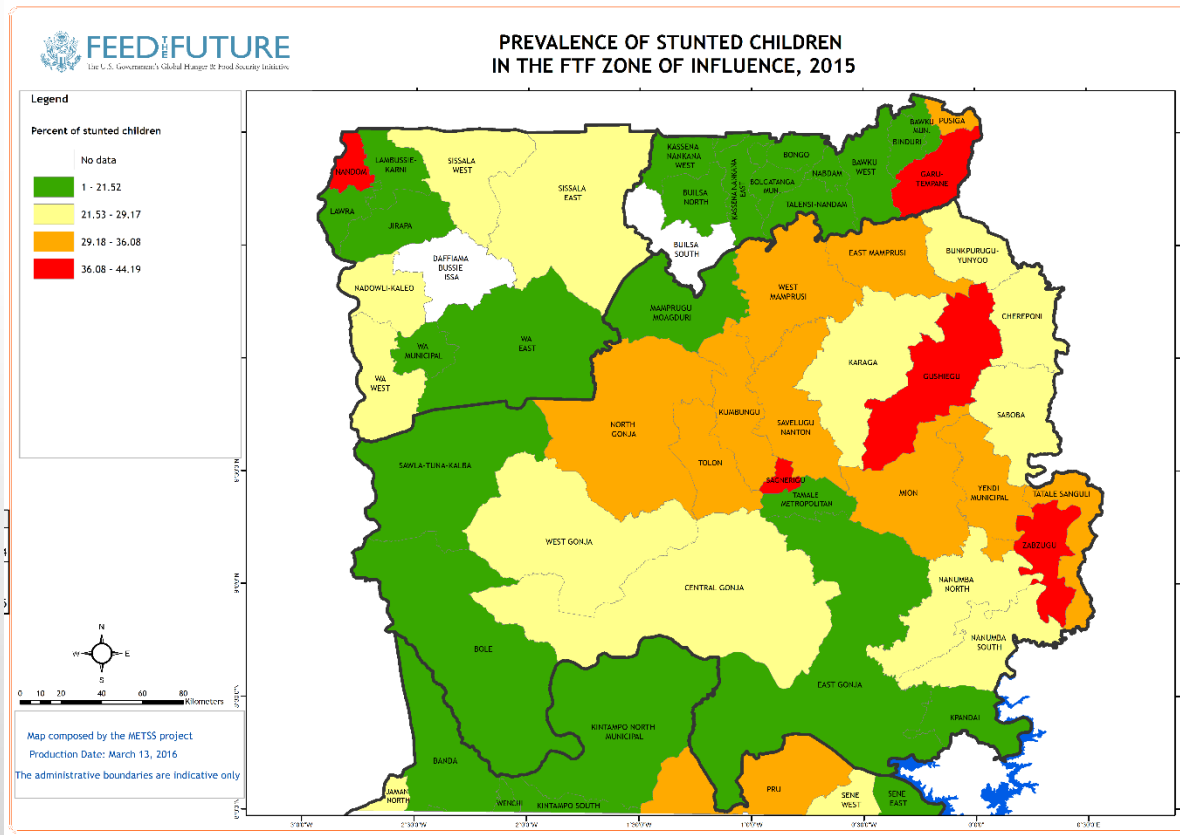 FEED THE FUTURE
The U.S. Government's Global Hunger & Food Security Initiative
PREVALENCE OF STUNTED CHILDREN
IN THE FTF ZONE OF INFLUENCE, 2015
Legend
Percent of stunted children
No data
1 - 21.52
21.53 - 29.17
29.18 - 36.08
36.08 - 44.19
BAWKU
MUN.
PUSIGA
BINDURI
NANDOM
LAMBUSSIE-
KARNI
SISSALA
WEST
SISSALA
EAST
KASSENA
NANKANA
WEST
KASSENA NANKANA
EAST
BONGO
NABDAM
BAWKU
WEST
GARU-
TEMPANE
BUILSA
NORTH
BOLGATANGA
MUN.
TALENSI-NANDAM
LAWRA
JIRAPA
BUILSA
SOUTH
DAFFIAMA
BUSSIE
ISSA
EAST MAMPRUSI
BUNKPURUGU-
YUNYOO
NADOWLI-KALEO
WEST
MAMPRUSI
MAMPRUGU
MOAGDURI
CHEREPONI
WA
EAST
WA
MUNICIPAL
KARAGA
GUSHIEGU
WA
WEST
KUMBUNGU
SABOBA
NORTH
GONJA
SAVELUGU
NANTON
SAWLA-TUNA-KALBA
TOLON
SAGNERIGU
TAMALE
METROPOLITAN
MION
YENDI
MUNICIPAL
TATALE SANGULI
WEST GONJA
ZABZUGU
CENTRAL GONJA
NANUMBA
NORTH
BOLE
NANUMBA
SOUTH
EAST GONJA
KPANDAI
KINTAMPO NORTH
MUNICIPAL
BANDA
JAMAN
NORTH
WENCHI
KINTAMPO SOUTH
PRU
SENE
WEST
SENE
EAST
N
W
E
S
0 10 20 40 60 80
Kilometers
Map composed by the METSS project
Production Date: March 13, 2016
The administrative boundaries are indicative only